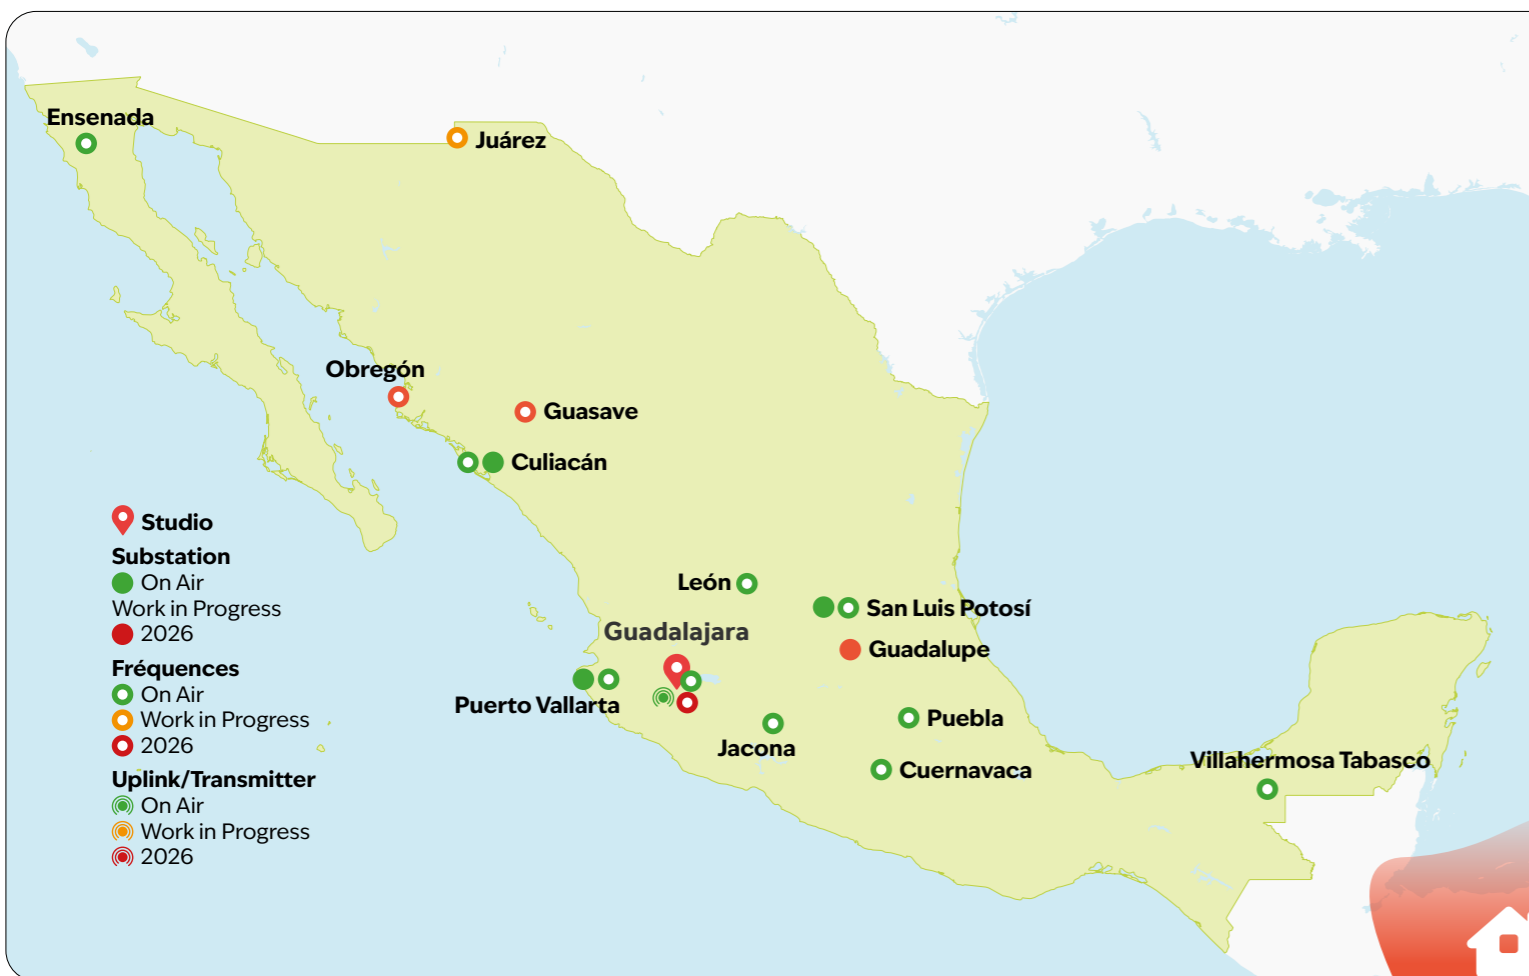 Ensenada
Juárez
Obregón
Guasave
Culiacán
Studio
Substation
On Air
Work in Progress
2026
Fréquences
On Air
Work in Progress
2026
Uplink/Transmitter
On Air
Work in Progress
2026
León
San Luis Potosí
Guadalajara
Guadalupe
Puerto Vallarta
Jacona
Puebla
Cuernavaca
Villahermosa Tabasco